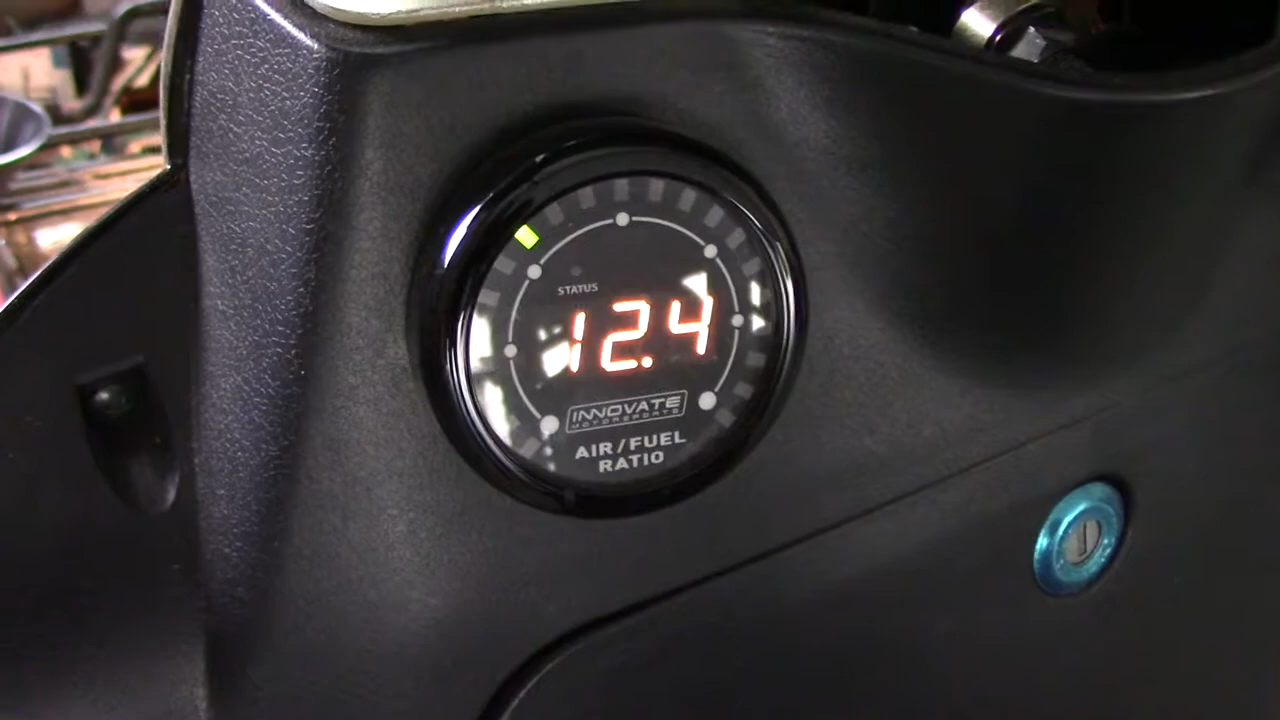 STATUS
12.4
INNOVATE
MOTORSPORTS
AIR/FUEL
RATIO